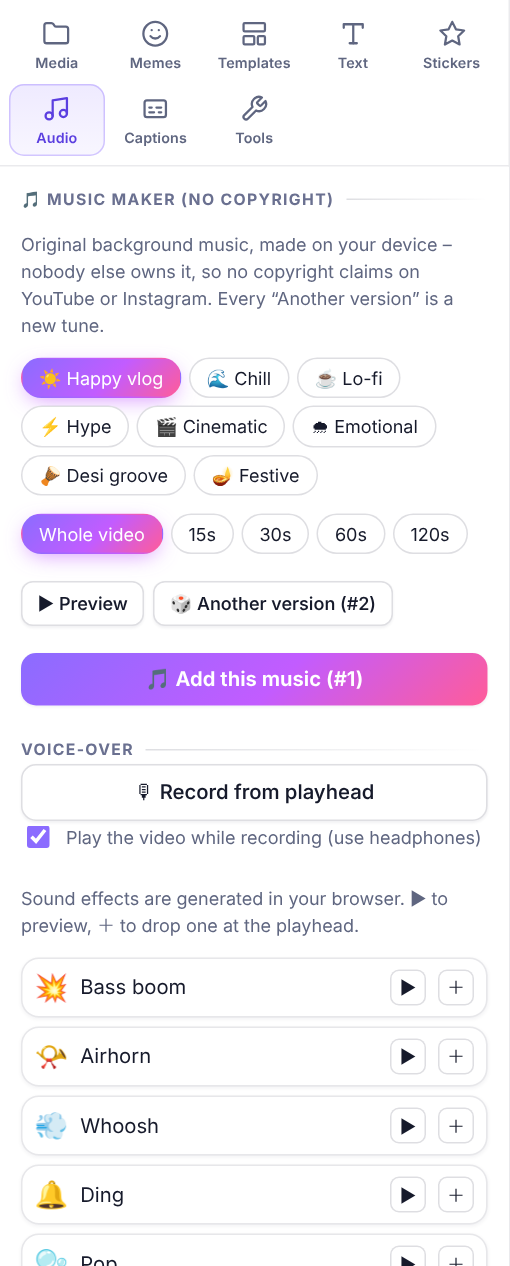 Media Memes Templates Text Stickers
Audio Captions Tools
MUSIC MAKER (NO COPYRIGHT)
Original background music, made on your device –
nobody else owns it, so no copyright claims on
YouTube or Instagram. Every “Another version” is a
new tune.
Happy vlog Chill Lo-fi
Hype Cinematic Emotional
Desi groove Festive
Whole video 15s 30s 60s 120s
▶ Preview Another version (#2)
Add this music (#1)
VOICE-OVER
Record from playhead
Play the video while recording (use headphones)
Sound effects are generated in your browser. ▶ to
preview, + to drop one at the playhead.
Bass boom ▶ +
Airhorn ▶ +
Whoosh ▶ +
Ding ▶ +
Pop ▶ +